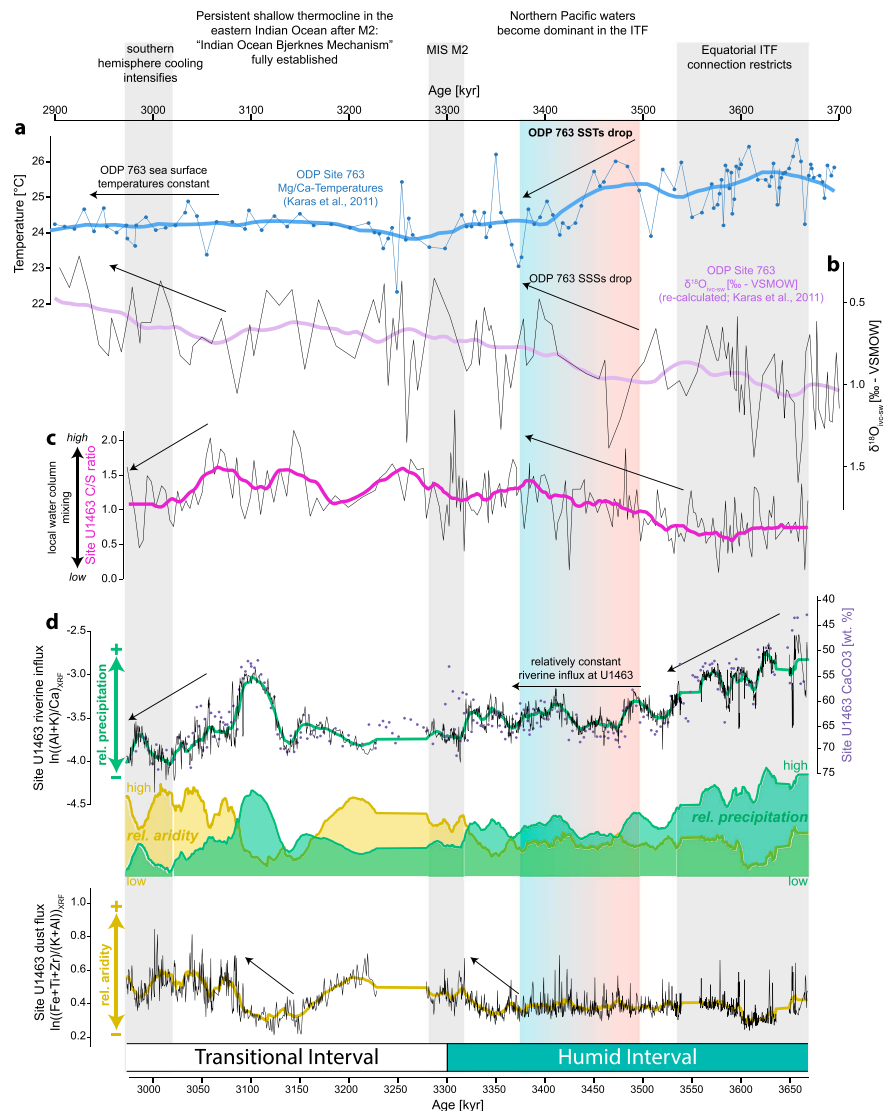 Persistent shallow thermocline in the
eastern Indian Ocean after M2:
“Indian Ocean Bjerknes Mechanism”
fully established
Northern Pacific waters
become dominant in the ITF
southern
hemisphere cooling
intensifies
MIS M2
Equatorial ITF
connection restricts
Age [kyr]
2900 3000 3100 3200 3300 3400 3500 3600 3700
a
ODP 763 SSTs drop
26
25
24
23
22
Temperature [°C]
ODP 763 sea surface
temperatures constant
ODP Site 763
Mg/Ca-Temperatures
(Karas et al., 2011)
b
ODP 763 SSSs drop
ODP Site 763
δ18Oivc-sw [‰ - VSMOW]
(re-calculated; Karas et al., 2011)
0.5
1.0
1.5
δ18Oivc-sw [‰ - VSMOW]
c
high
local water column
mixing
low
Site U1463 C/S ratio
2.0
1.5
1.0
0.5
0.0
d
Site U1463 riverine influx
ln((Al+K)/Ca)XRF
+
rel. precipitation
-
-2.5
-3.0
-3.5
-4.0
-4.5
relatively constant
riverine influx at U1463
40
45
50
55
60
65
70
75
Site U1463 CaCO3 [wt. %]
high
high
rel. aridity
rel. precipitation
low
low
Site U1463 dust flux
ln((Fe+Ti+Zr)/(K+Al))XRF
+
rel. aridity
-
1.0
0.8
0.6
0.4
0.2
Transitional Interval
Humid Interval
3000 3050 3100 3150 3200 3250 3300 3350 3400 3450 3500 3550 3600 3650
Age [kyr]